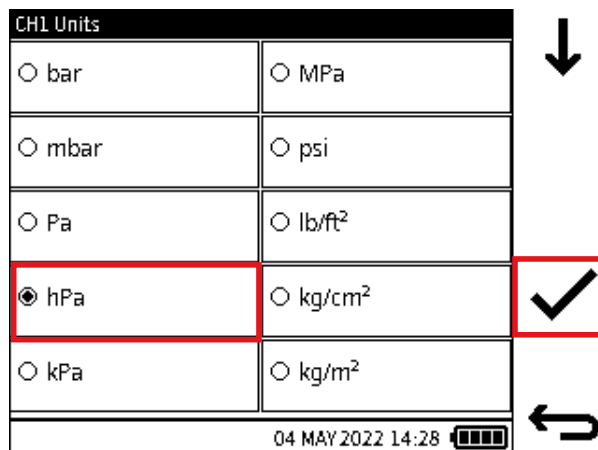 CH1 Units
bar
MPa
mbar
psi
Pa
lb/ft²
hPa
kg/cm²
kPa
kg/m²
04 MAY 2022 14:28